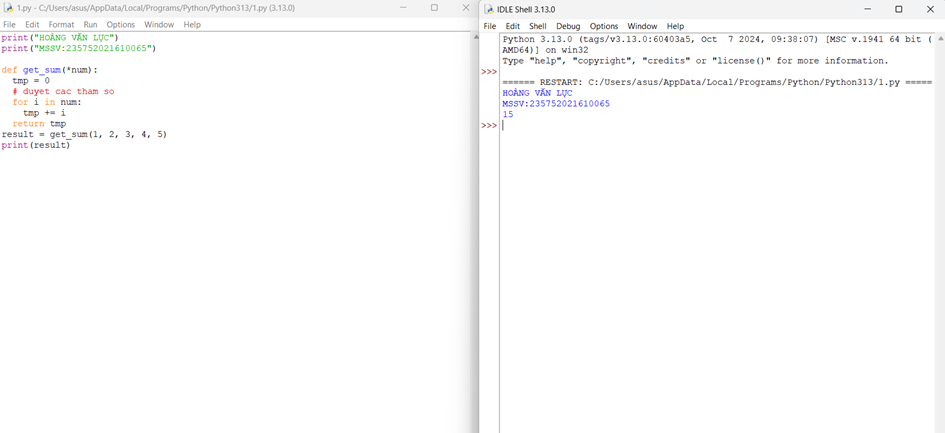 1.py - C:/Users/asus/AppData/Local/Programs/Python/Python313/1.py (3.13.0)
File Edit Format Run Options Window Help
print("HOÀNG VĂN LỰC")
print("MSSV:235752021610065")
def get_sum(*num):
tmp = 0
# duyet cac tham so
for i in num:
tmp += i
return tmp
result = get_sum(1, 2, 3, 4, 5)
print(result)
IDLE Shell 3.13.0
File Edit Shell Debug Options Window Help
Python 3.13.0 (tags/v3.13.0:60403a5, Oct  7 2024, 09:38:07) [MSC v.1941 64 bit (
AMD64)] on win32
Type "help", "copyright", "credits" or "license()" for more information.
>>>
====== RESTART: C:/Users/asus/AppData/Local/Programs/Python/Python313/1.py =====
HOÀNG VĂN LỰC
MSSV:235752021610065
15
>>>